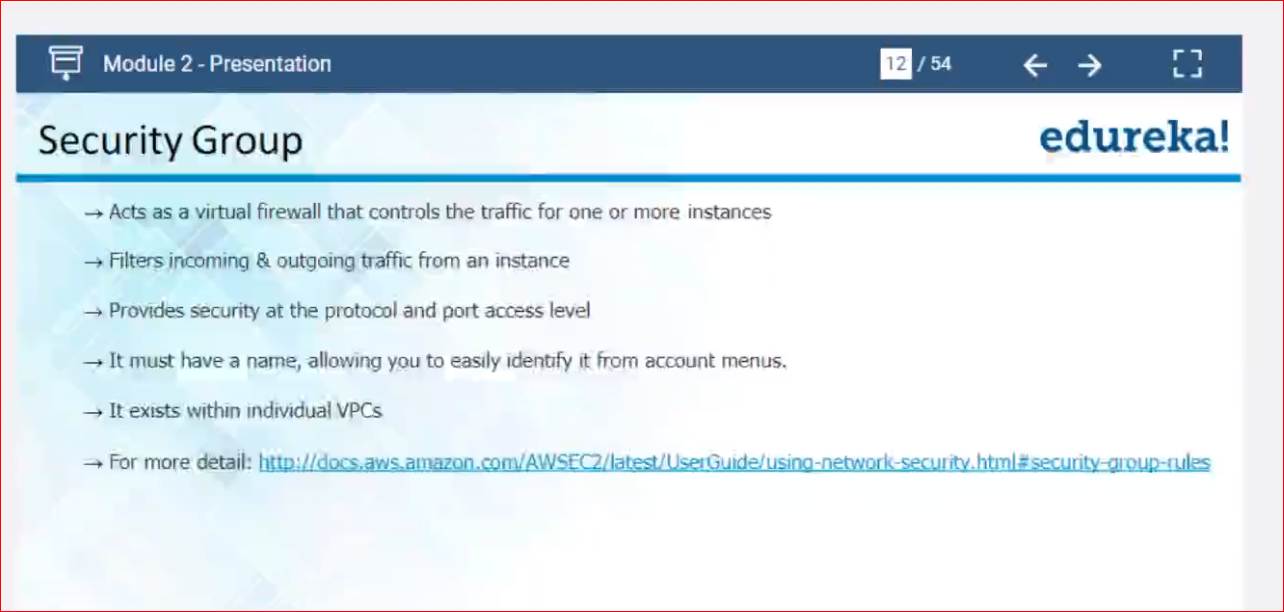 Module 2 - Presentation
12 / 54
Security Group
edureka!
→ Acts as a virtual firewall that controls the traffic for one or more instances
→ Filters incoming & outgoing traffic from an instance
→ Provides security at the protocol and port access level
→ It must have a name, allowing you to easily identify it from account menus.
→ It exists within individual VPCs
→ For more detail: http://docs.aws.amazon.com/AWSEC2/latest/UserGuide/using-network-security.html#security-group-rules